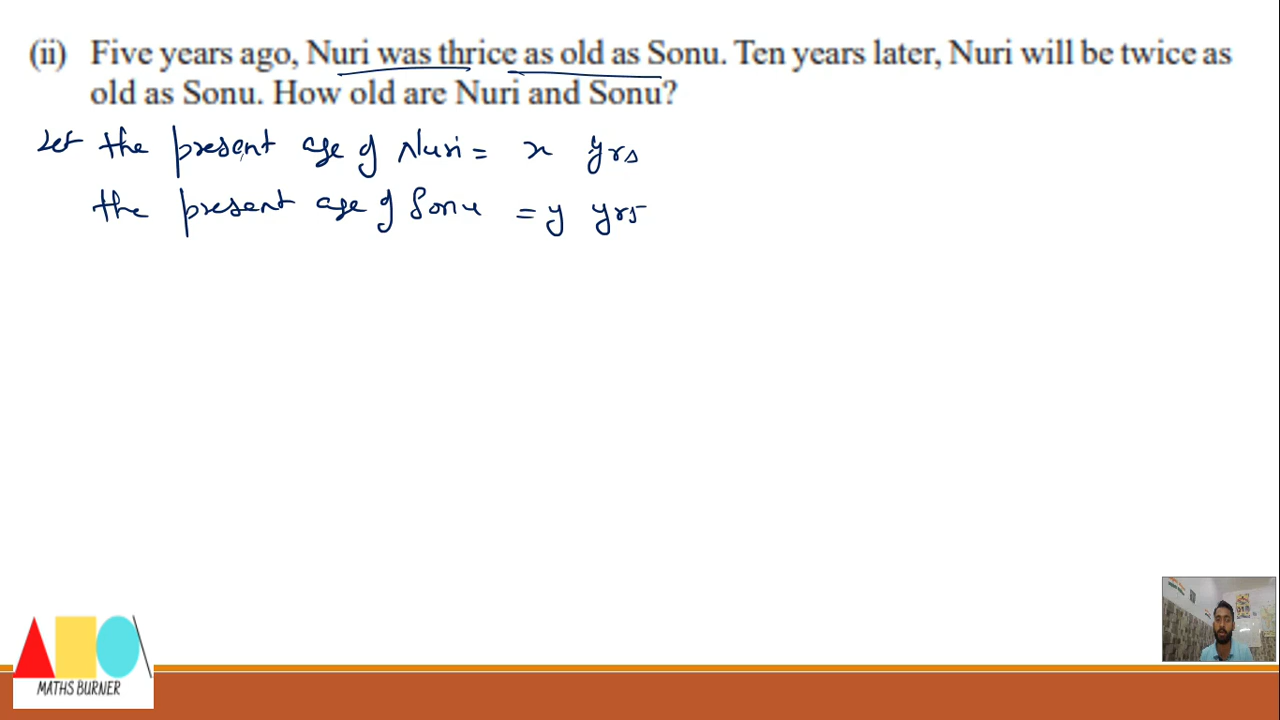 (ii) Five years ago, Nuri was thrice as old as Sonu. Ten years later, Nuri will be twice as
old as Sonu. How old are Nuri and Sonu?
Let the present age of Nuri = x yrs
the present age of Sonu = y yrs
MATHS BURNER